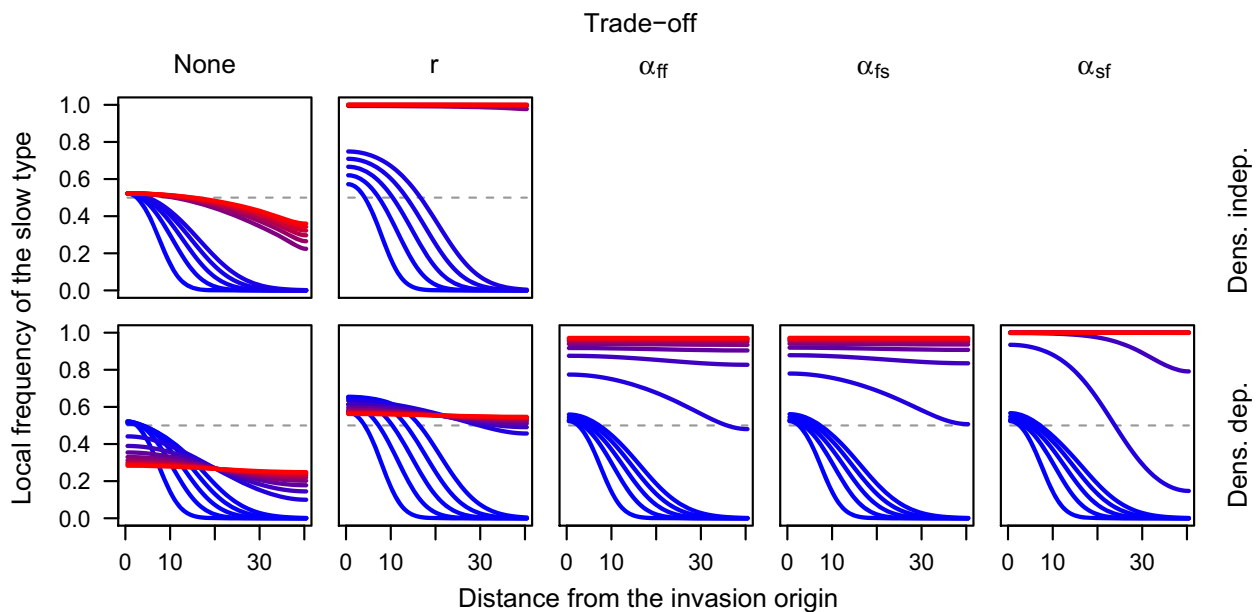 Trade−off
None r αff αfs αsf
Local frequency of the slow type
1.0
0.8
0.6
0.4
0.2
0.0
Dens. indep.
1.0
0.8
0.6
0.4
0.2
0.0
Dens. dep.
0 10 30 0 10 30 0 10 30 0 10 30 0 10 30
Distance from the invasion origin